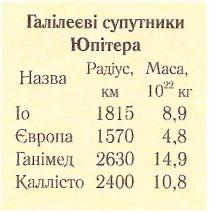 Галілеєві супутники
Юпітера
Назва Радіус, км Маса, 10²² кг
Іо 1815 8,9
Європа 1570 4,8
Ганімед 2630 14,9
Каллісто 2400 10,8